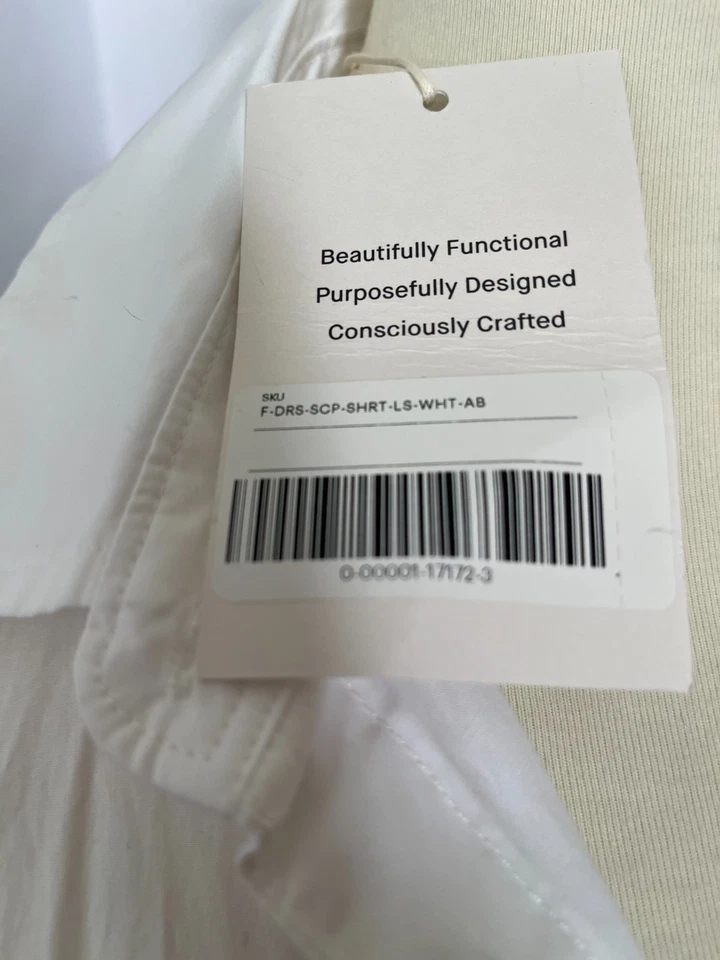 Beautifully Functional
Purposefully Designed
Consciously Crafted
SKU
F-DRS-SCP-SHRT-LS-WHT-AB
0-00001-17172-3